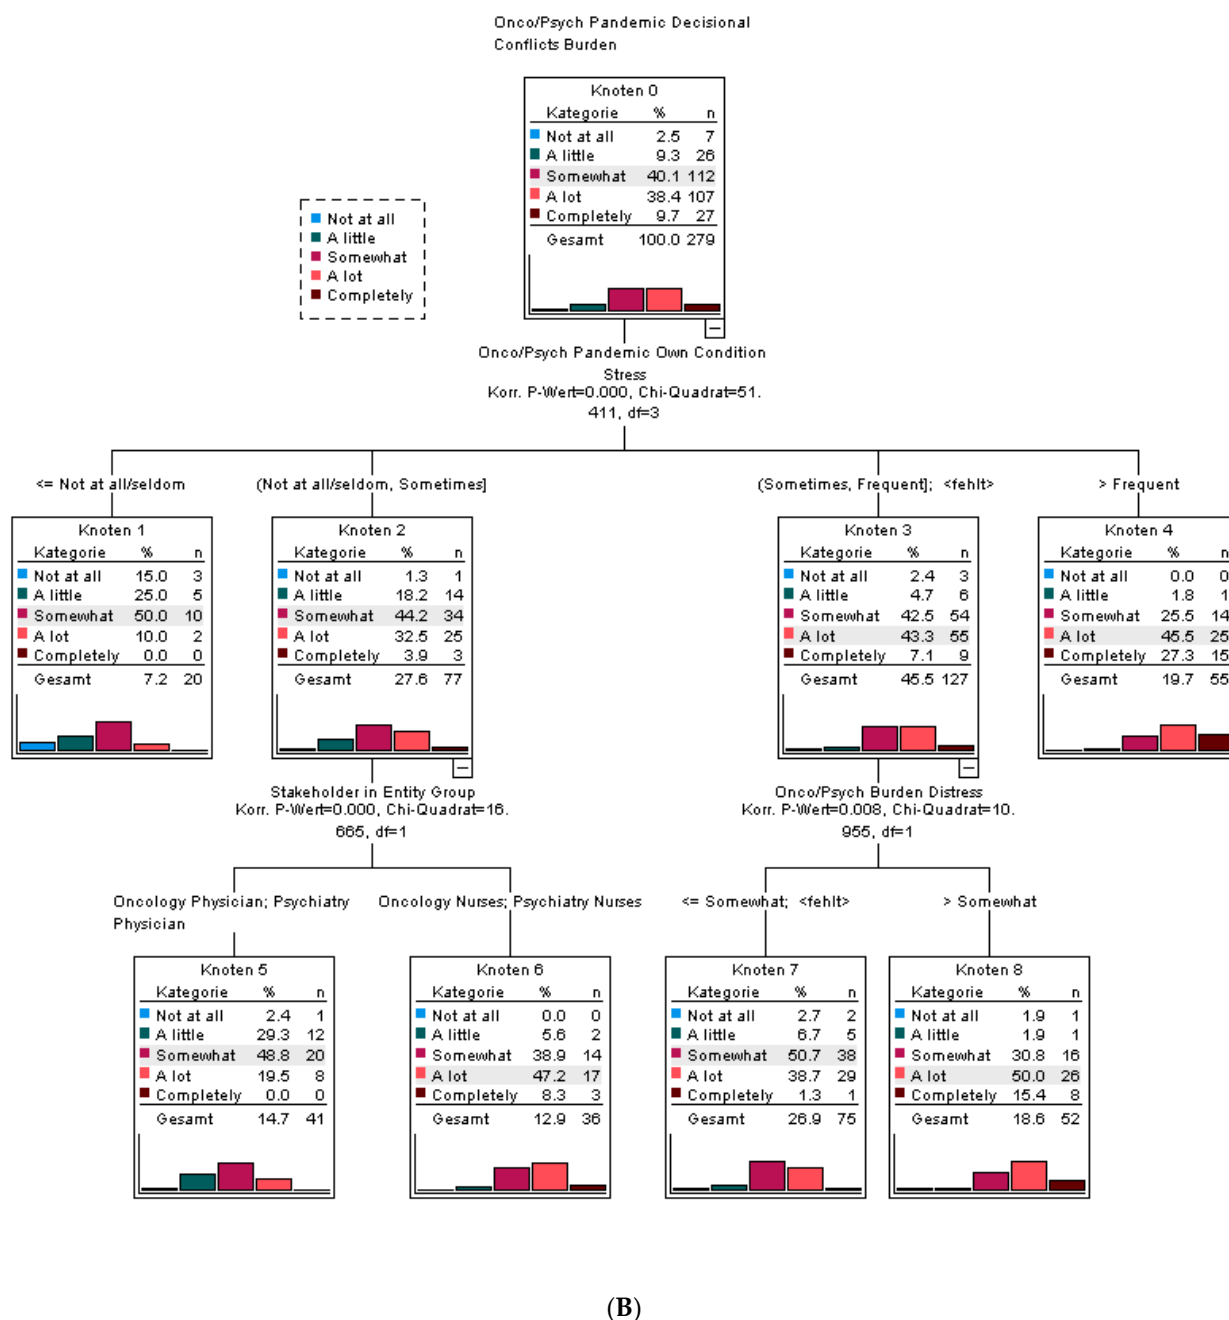 Onco/Psych Pandemic Decisional
Conflicts Burden
Knoten 0
Kategorie % n
Not at all 2.5 7
A little 9.3 26
Somewhat 40.1 112
A lot 38.4 107
Completely 9.7 27
Gesamt 100.0 279
Not at all
A little
Somewhat
A lot
Completely
Onco/Psych Pandemic Own Condition
Stress
Korr. P-Wert=0.000, Chi-Quadrat=51.
411, df=3
<= Not at all/seldom
(Not at all/seldom, Sometimes]
(Sometimes, Frequent]; <fehlt>
> Frequent
Knoten 1
Kategorie % n
Not at all 15.0 3
A little 25.0 5
Somewhat 50.0 10
A lot 10.0 2
Completely 0.0 0
Gesamt 7.2 20
Knoten 2
Kategorie % n
Not at all 1.3 1
A little 18.2 14
Somewhat 44.2 34
A lot 32.5 25
Completely 3.9 3
Gesamt 27.6 77
Knoten 3
Kategorie % n
Not at all 2.4 3
A little 4.7 6
Somewhat 42.5 54
A lot 43.3 55
Completely 7.1 9
Gesamt 45.5 127
Knoten 4
Kategorie % n
Not at all 0.0 0
A little 1.8 1
Somewhat 25.5 14
A lot 45.5 25
Completely 27.3 15
Gesamt 19.7 55
Stakeholder in Entity Group
Korr. P-Wert=0.000, Chi-Quadrat=16.
665, df=1
Onco/Psych Burden Distress
Korr. P-Wert=0.008, Chi-Quadrat=10.
955, df=1
Oncology Physician; Psychiatry
Physician
Oncology Nurses; Psychiatry Nurses
<= Somewhat; <fehlt>
> Somewhat
Knoten 5
Kategorie % n
Not at all 2.4 1
A little 29.3 12
Somewhat 48.8 20
A lot 19.5 8
Completely 0.0 0
Gesamt 14.7 41
Knoten 6
Kategorie % n
Not at all 0.0 0
A little 5.6 2
Somewhat 38.9 14
A lot 47.2 17
Completely 8.3 3
Gesamt 12.9 36
Knoten 7
Kategorie % n
Not at all 2.7 2
A little 6.7 5
Somewhat 50.7 38
A lot 38.7 29
Completely 1.3 1
Gesamt 26.9 75
Knoten 8
Kategorie % n
Not at all 1.9 1
A little 1.9 1
Somewhat 30.8 16
A lot 50.0 26
Completely 15.4 8
Gesamt 18.6 52
(B)